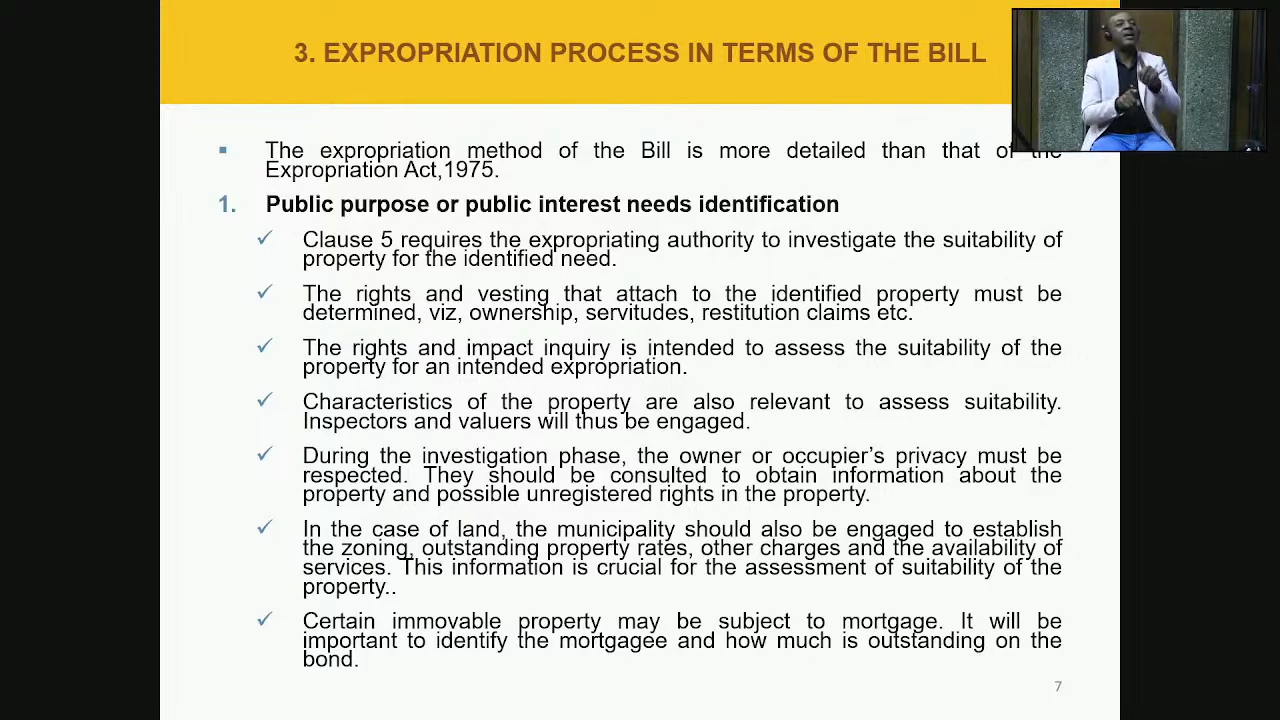 3. EXPROPRIATION PROCESS IN TERMS OF THE BILL
▪ The expropriation method of the Bill is more detailed than that of the
Expropriation Act,1975.
1. Public purpose or public interest needs identification
✓ Clause 5 requires the expropriating authority to investigate the suitability of
property for the identified need.
✓ The rights and vesting that attach to the identified property must be
determined, viz, ownership, servitudes, restitution claims etc.
✓ The rights and impact inquiry is intended to assess the suitability of the
property for an intended expropriation.
✓ Characteristics of the property are also relevant to assess suitability.
Inspectors and valuers will thus be engaged.
✓ During the investigation phase, the owner or occupier’s privacy must be
respected. They should be consulted to obtain information about the
property and possible unregistered rights in the property.
✓ In the case of land, the municipality should also be engaged to establish
the zoning, outstanding property rates, other charges and the availability of
services. This information is crucial for the assessment of suitability of the
property..
✓ Certain immovable property may be subject to mortgage. It will be
important to identify the mortgagee and how much is outstanding on the
bond.
7